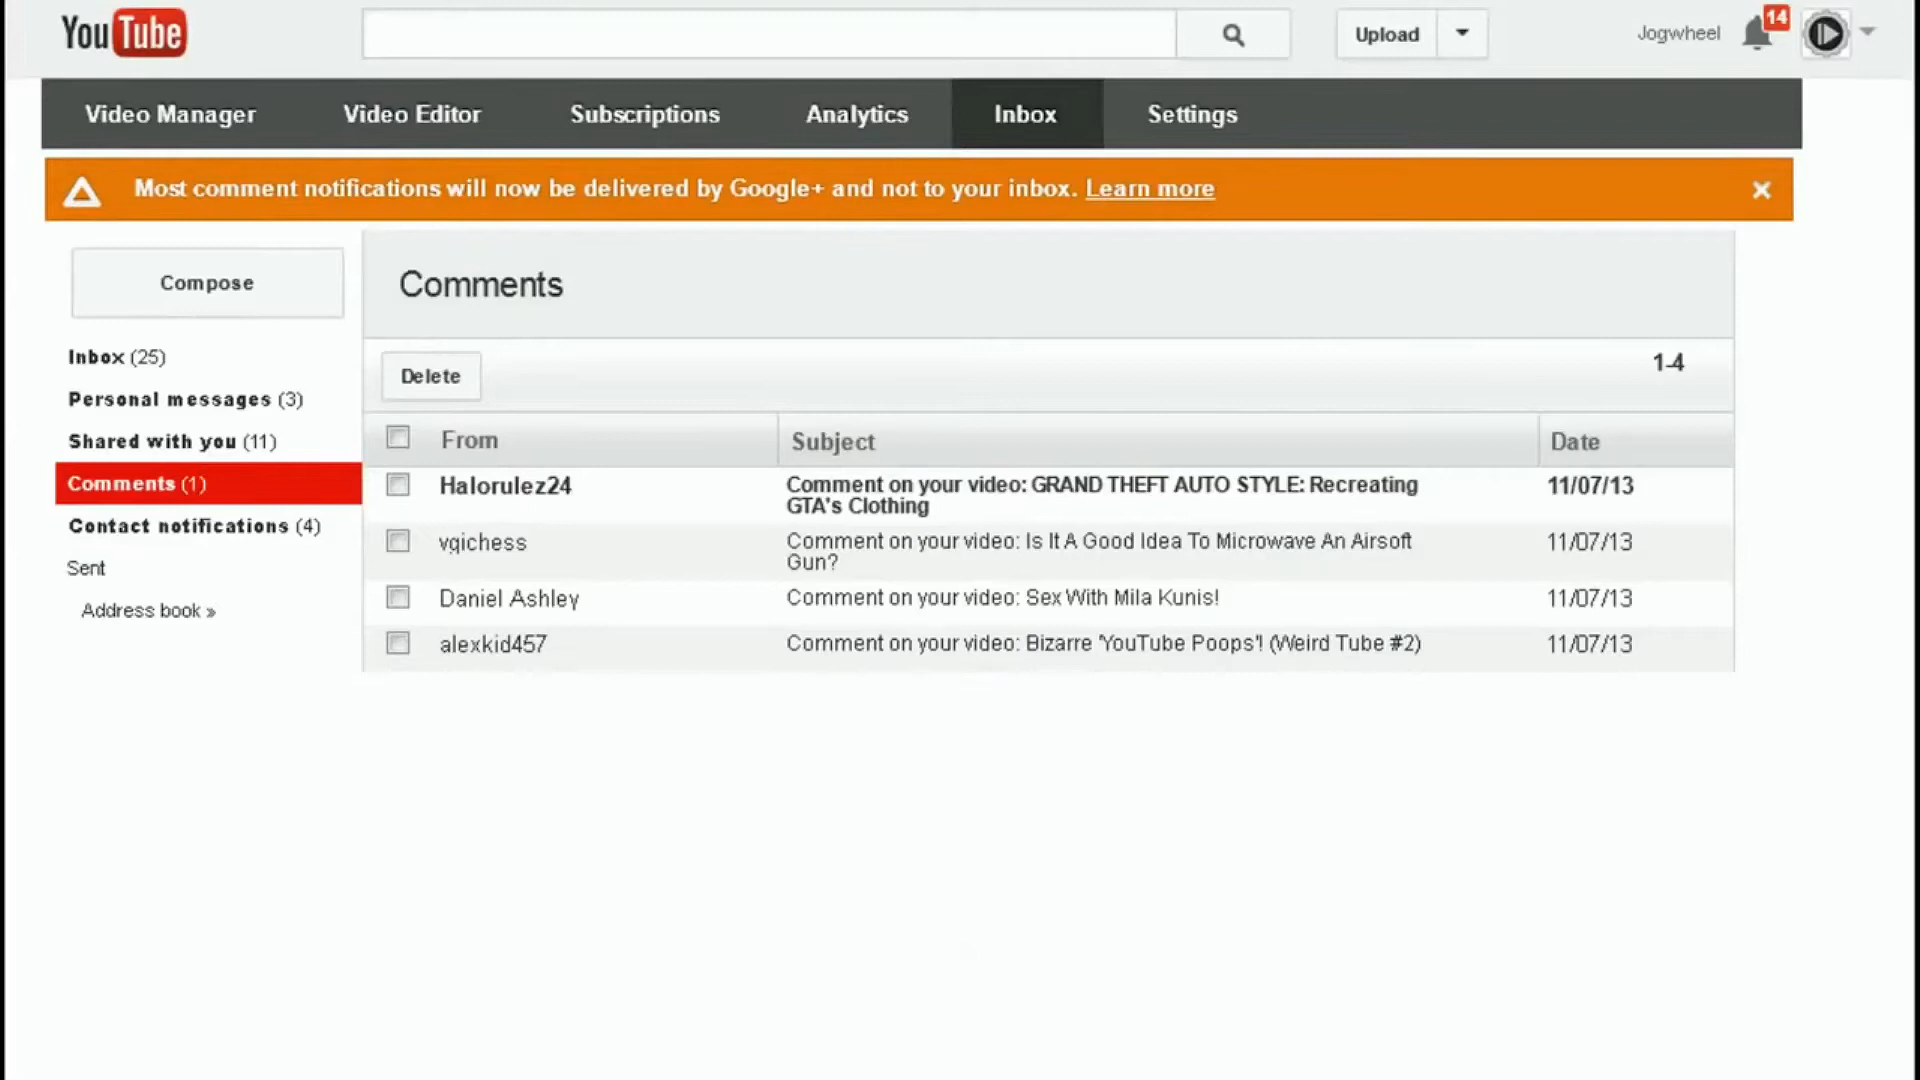 YouTube
Upload
Jogwheel
14
Video Manager
Video Editor
Subscriptions
Analytics
Inbox
Settings
Most comment notifications will now be delivered by Google+ and not to your inbox. Learn more
Compose
Inbox (25)
Personal messages (3)
Shared with you (11)
Comments (1)
Contact notifications (4)
Sent
Address book »
Comments
Delete
1-4
From
Subject
Date
Halorulez24
Comment on your video: GRAND THEFT AUTO STYLE: Recreating
GTA's Clothing
11/07/13
vgichess
Comment on your video: Is It A Good Idea To Microwave An Airsoft
Gun?
11/07/13
Daniel Ashley
Comment on your video: Sex With Mila Kunis!
11/07/13
alexkid457
Comment on your video: Bizarre 'YouTube Poops'! (Weird Tube #2)
11/07/13